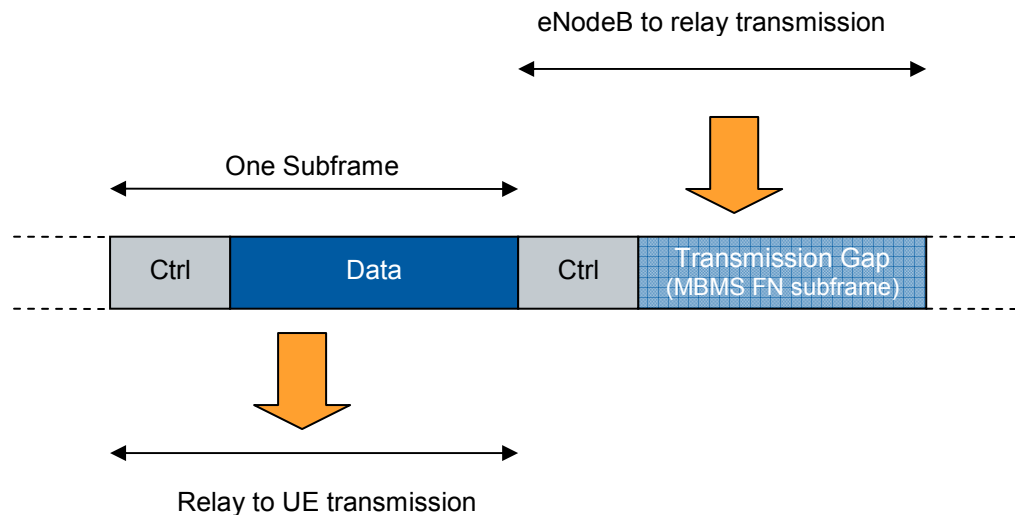 eNodeB to relay transmission
One Subframe
Ctrl
Data
Ctrl
Transmission Gap
(MBMS FN subframe)
Relay to UE transmission